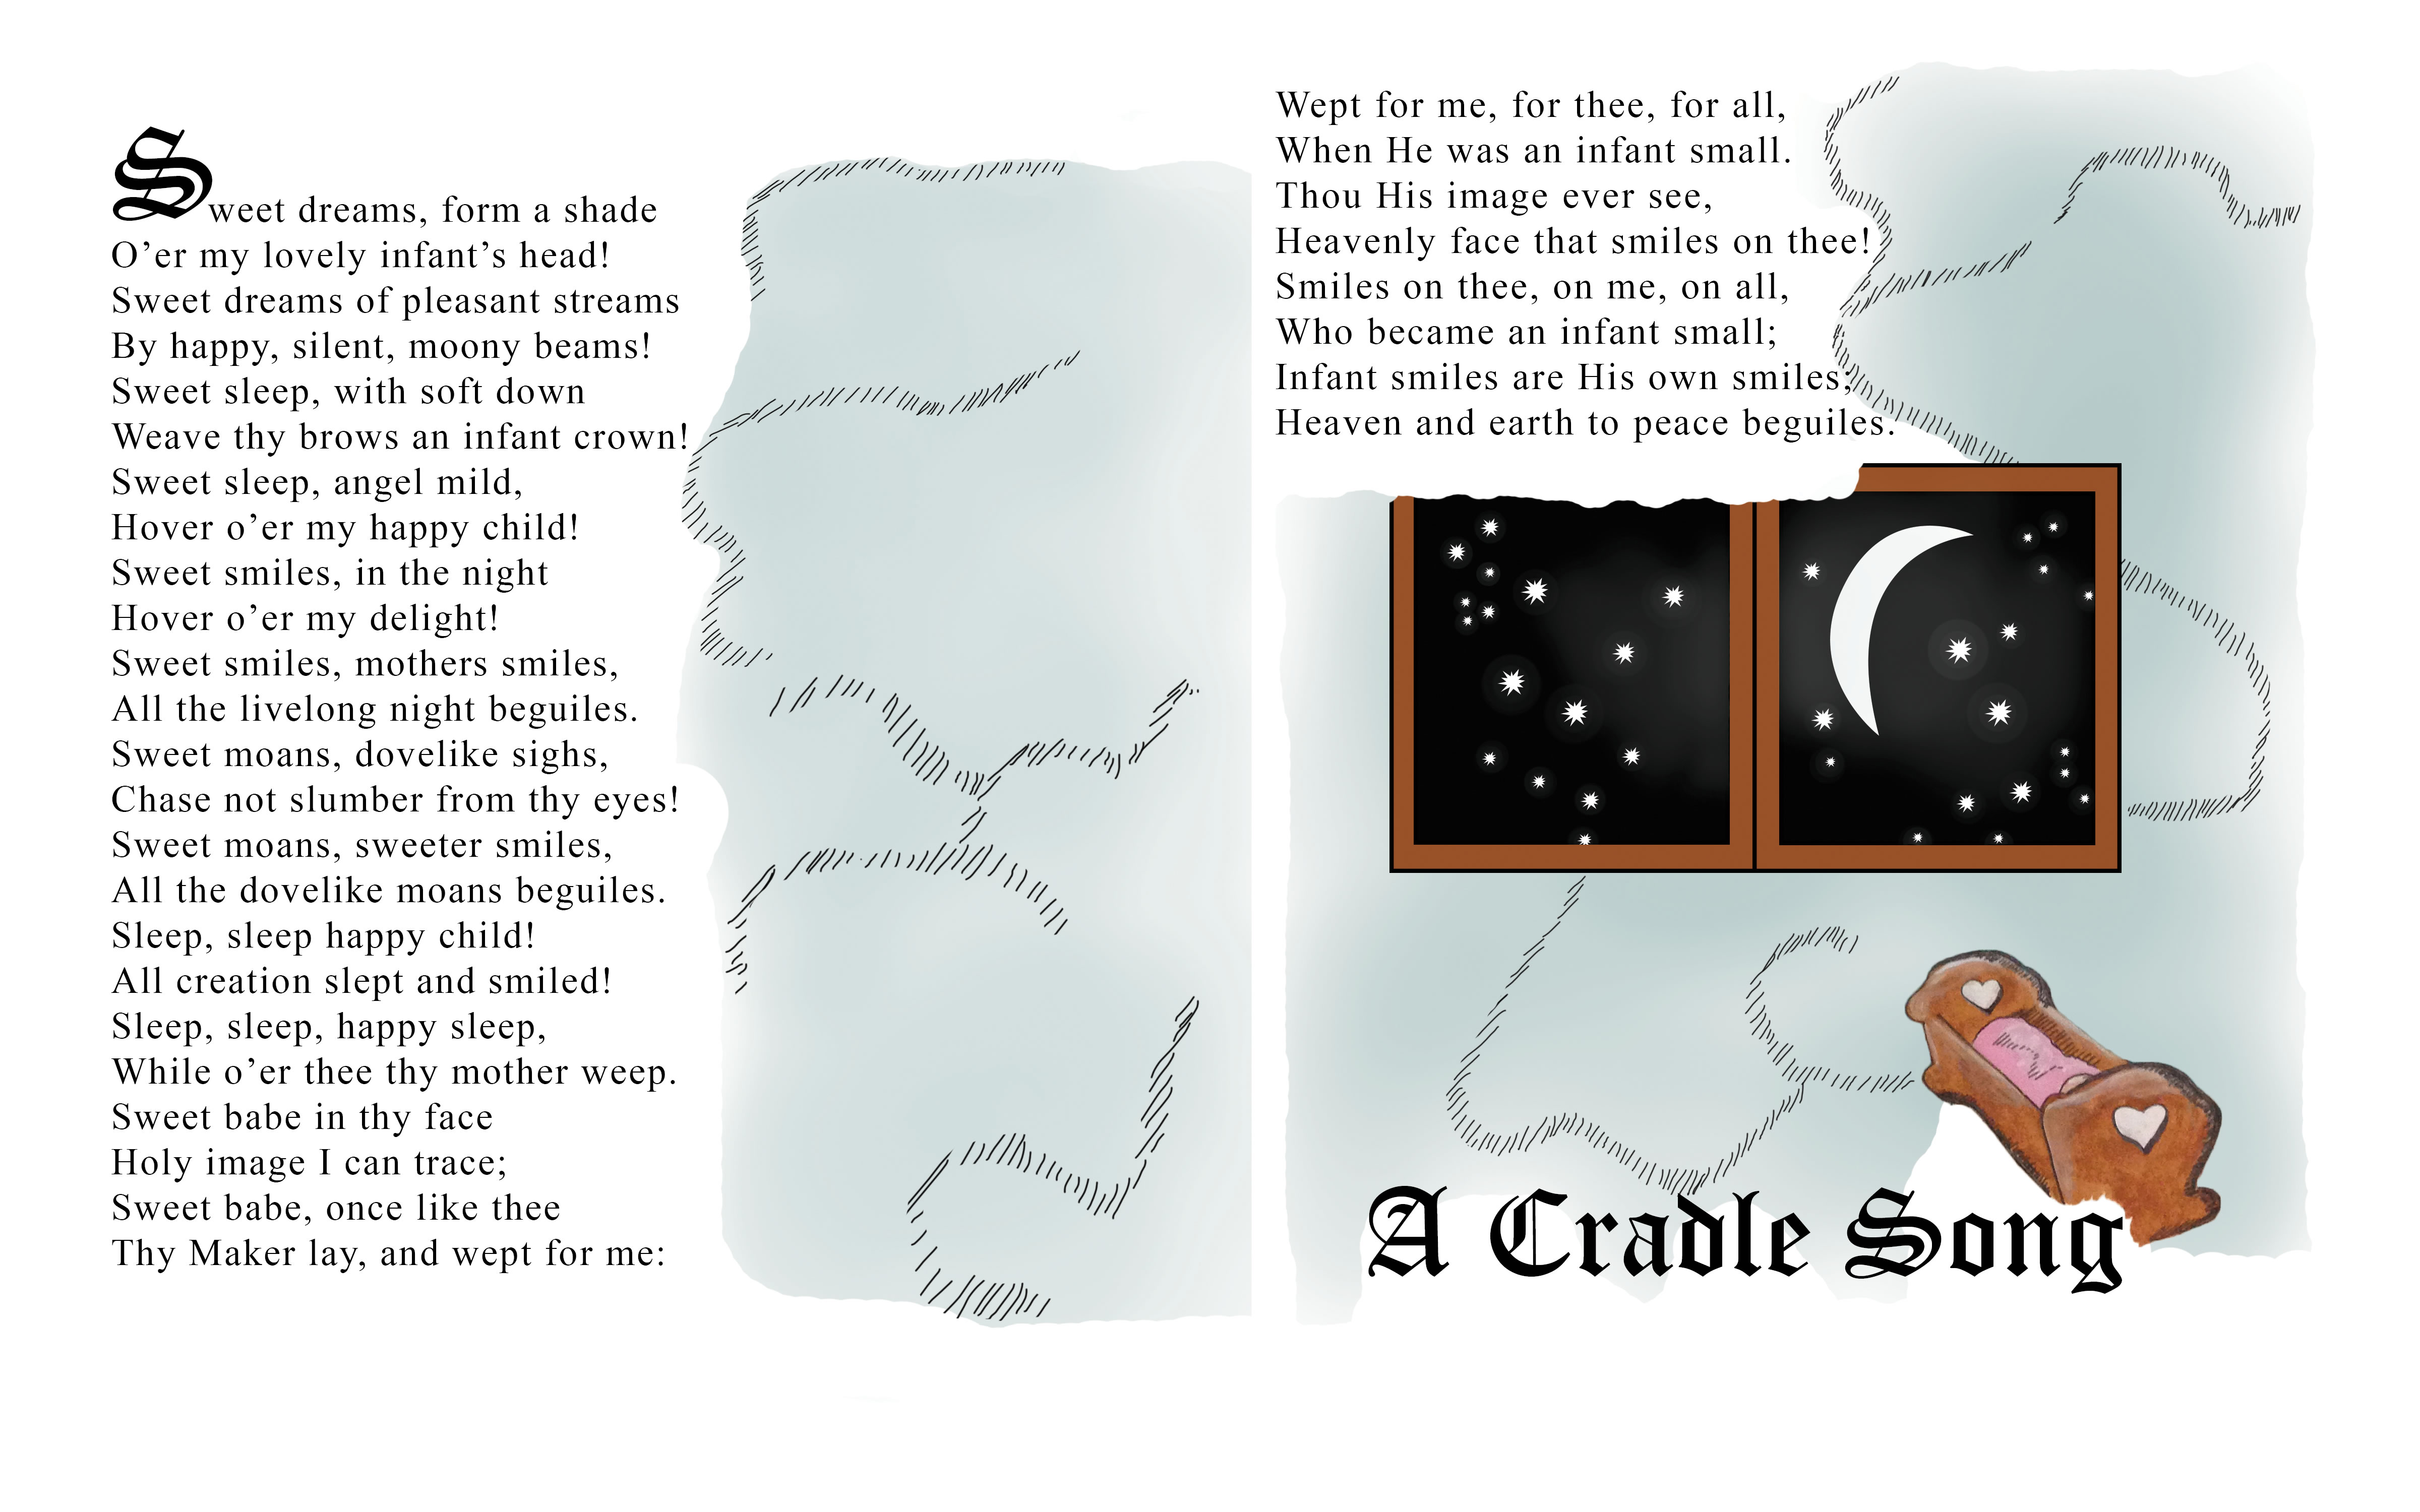 Sweet dreams, form a shade
O’er my lovely infant’s head!
Sweet dreams of pleasant streams
By happy, silent, moony beams!
Sweet sleep, with soft down
Weave thy brows an infant crown!
Sweet sleep, angel mild,
Hover o’er my happy child!
Sweet smiles, in the night
Hover o’er my delight!
Sweet smiles, mothers smiles,
All the livelong night beguiles.
Sweet moans, dovelike sighs,
Chase not slumber from thy eyes!
Sweet moans, sweeter smiles,
All the dovelike moans beguiles.
Sleep, sleep happy child!
All creation slept and smiled!
Sleep, sleep, happy sleep,
While o’er thee thy mother weep.
Sweet babe in thy face
Holy image I can trace;
Sweet babe, once like thee
Thy Maker lay, and wept for me:
Wept for me, for thee, for all,
When He was an infant small.
Thou His image ever see,
Heavenly face that smiles on thee!
Smiles on thee, on me, on all,
Who became an infant small;
Infant smiles are His own smiles;
Heaven and earth to peace beguiles.
A Cradle Song